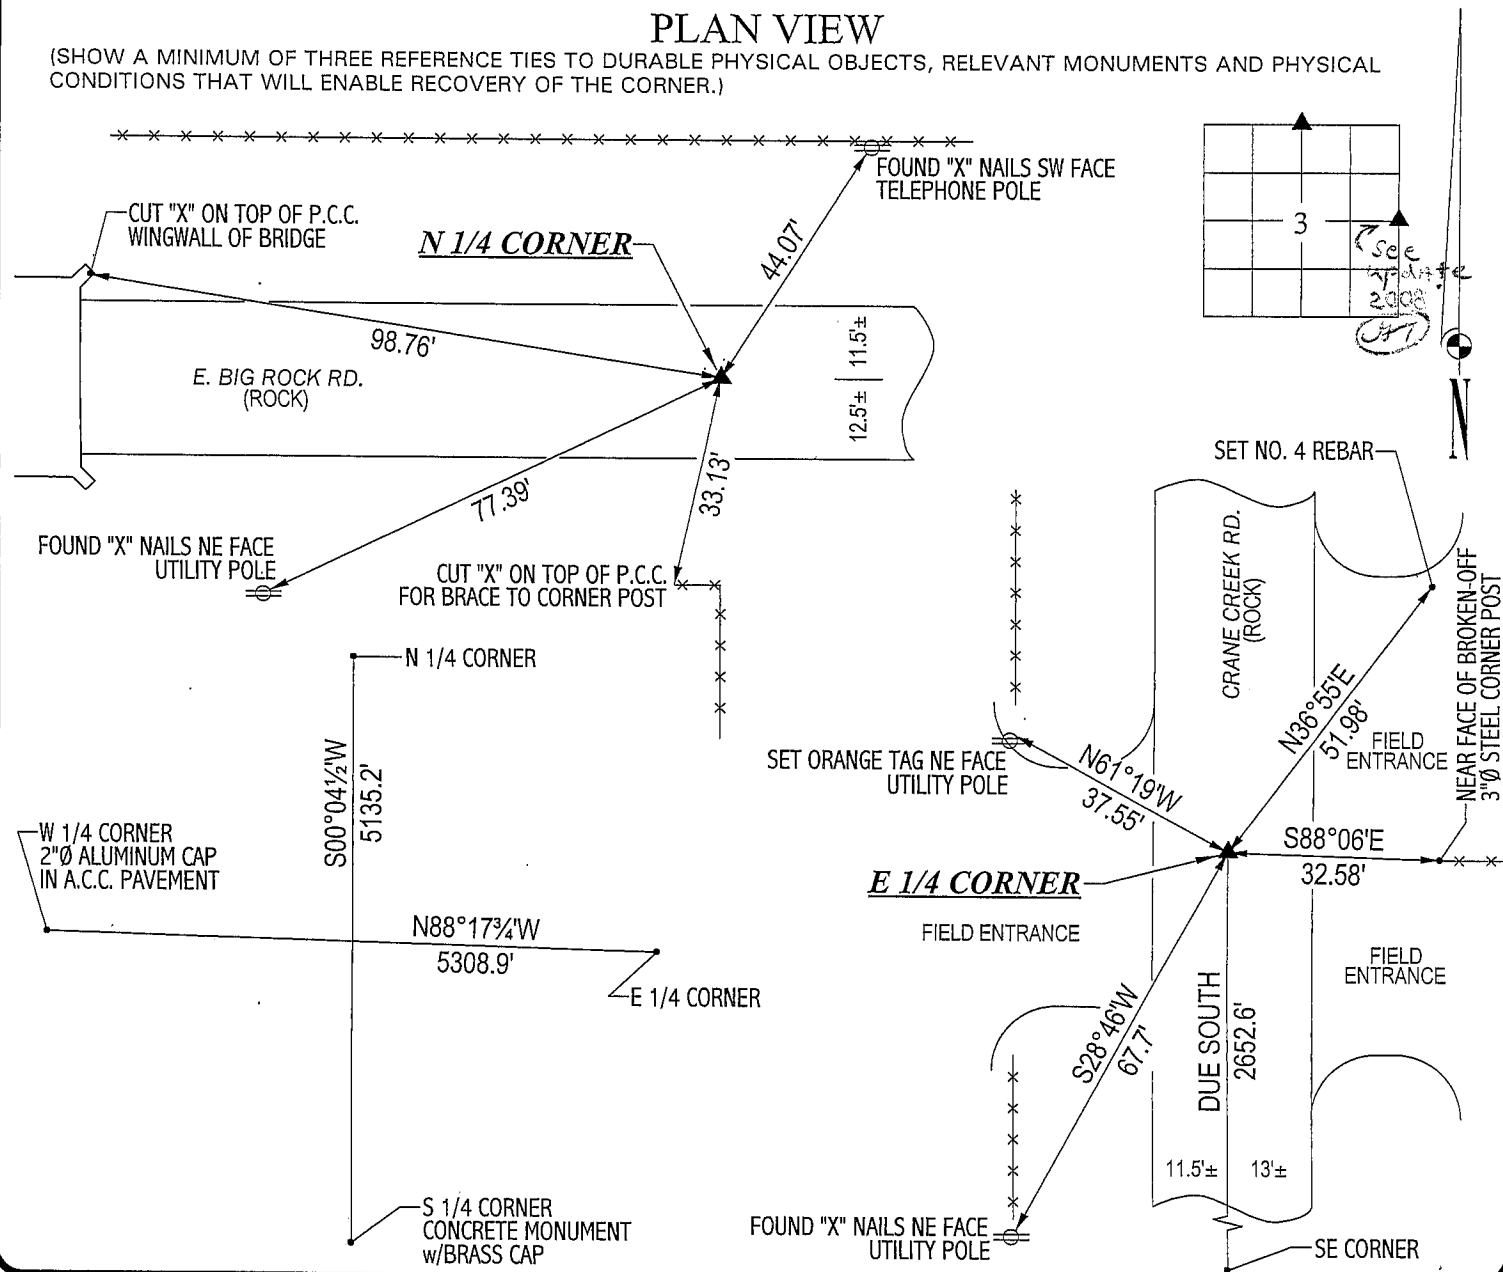 PLAN VIEW
(SHOW A MINIMUM OF THREE REFERENCE TIES TO DURABLE PHYSICAL OBJECTS, RELEVANT MONUMENTS AND PHYSICAL
CONDITIONS THAT WILL ENABLE RECOVERY OF THE CORNER.)
FOUND "X" NAILS SW FACE
TELEPHONE POLE
CUT "X" ON TOP OF P.C.C.
WINGWALL OF BRIDGE
N 1/4 CORNER
44.07'
98.76'
E. BIG ROCK RD.
(ROCK)
11.5'±
12.5'±
77.39'
33.13'
FOUND "X" NAILS NE FACE
UTILITY POLE
CUT "X" ON TOP OF P.C.C.
FOR BRACE TO CORNER POST
3
See
update
2008
N
SET NO. 4 REBAR
CRANE CREEK RD.
(ROCK)
NEAR FACE OF BROKEN-OFF
3"Ø STEEL CORNER POST
N36°55'E
51.98'
FIELD
ENTRANCE
SET ORANGE TAG NE FACE
UTILITY POLE
N61°19'W
37.55'
S88°06'E
32.58'
E 1/4 CORNER
FIELD ENTRANCE
FIELD
ENTRANCE
S28°46'W
67.7'
DUE SOUTH
2652.6'
11.5'±
13'±
FOUND "X" NAILS NE FACE
UTILITY POLE
SE CORNER
N 1/4 CORNER
S00°04½'W
5135.2'
W 1/4 CORNER
2"Ø ALUMINUM CAP
IN A.C.C. PAVEMENT
N88°17¾'W
5308.9'
E 1/4 CORNER
S 1/4 CORNER
CONCRETE MONUMENT
w/BRASS CAP